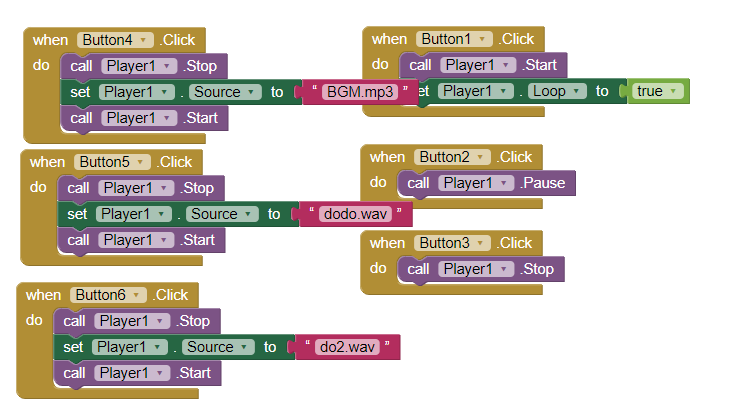 when Button4 .Click
do call Player1 .Stop
set Player1 . Source to “ BGM.mp3 ”
call Player1 .Start
when Button1 .Click
do call Player1 .Start
et Player1 . Loop to true
when Button5 .Click
do call Player1 .Stop
set Player1 . Source to “ dodo.wav ”
call Player1 .Start
when Button2 .Click
do call Player1 .Pause
when Button3 .Click
do call Player1 .Stop
when Button6 .Click
do call Player1 .Stop
set Player1 . Source to “ do2.wav ”
call Player1 .Start